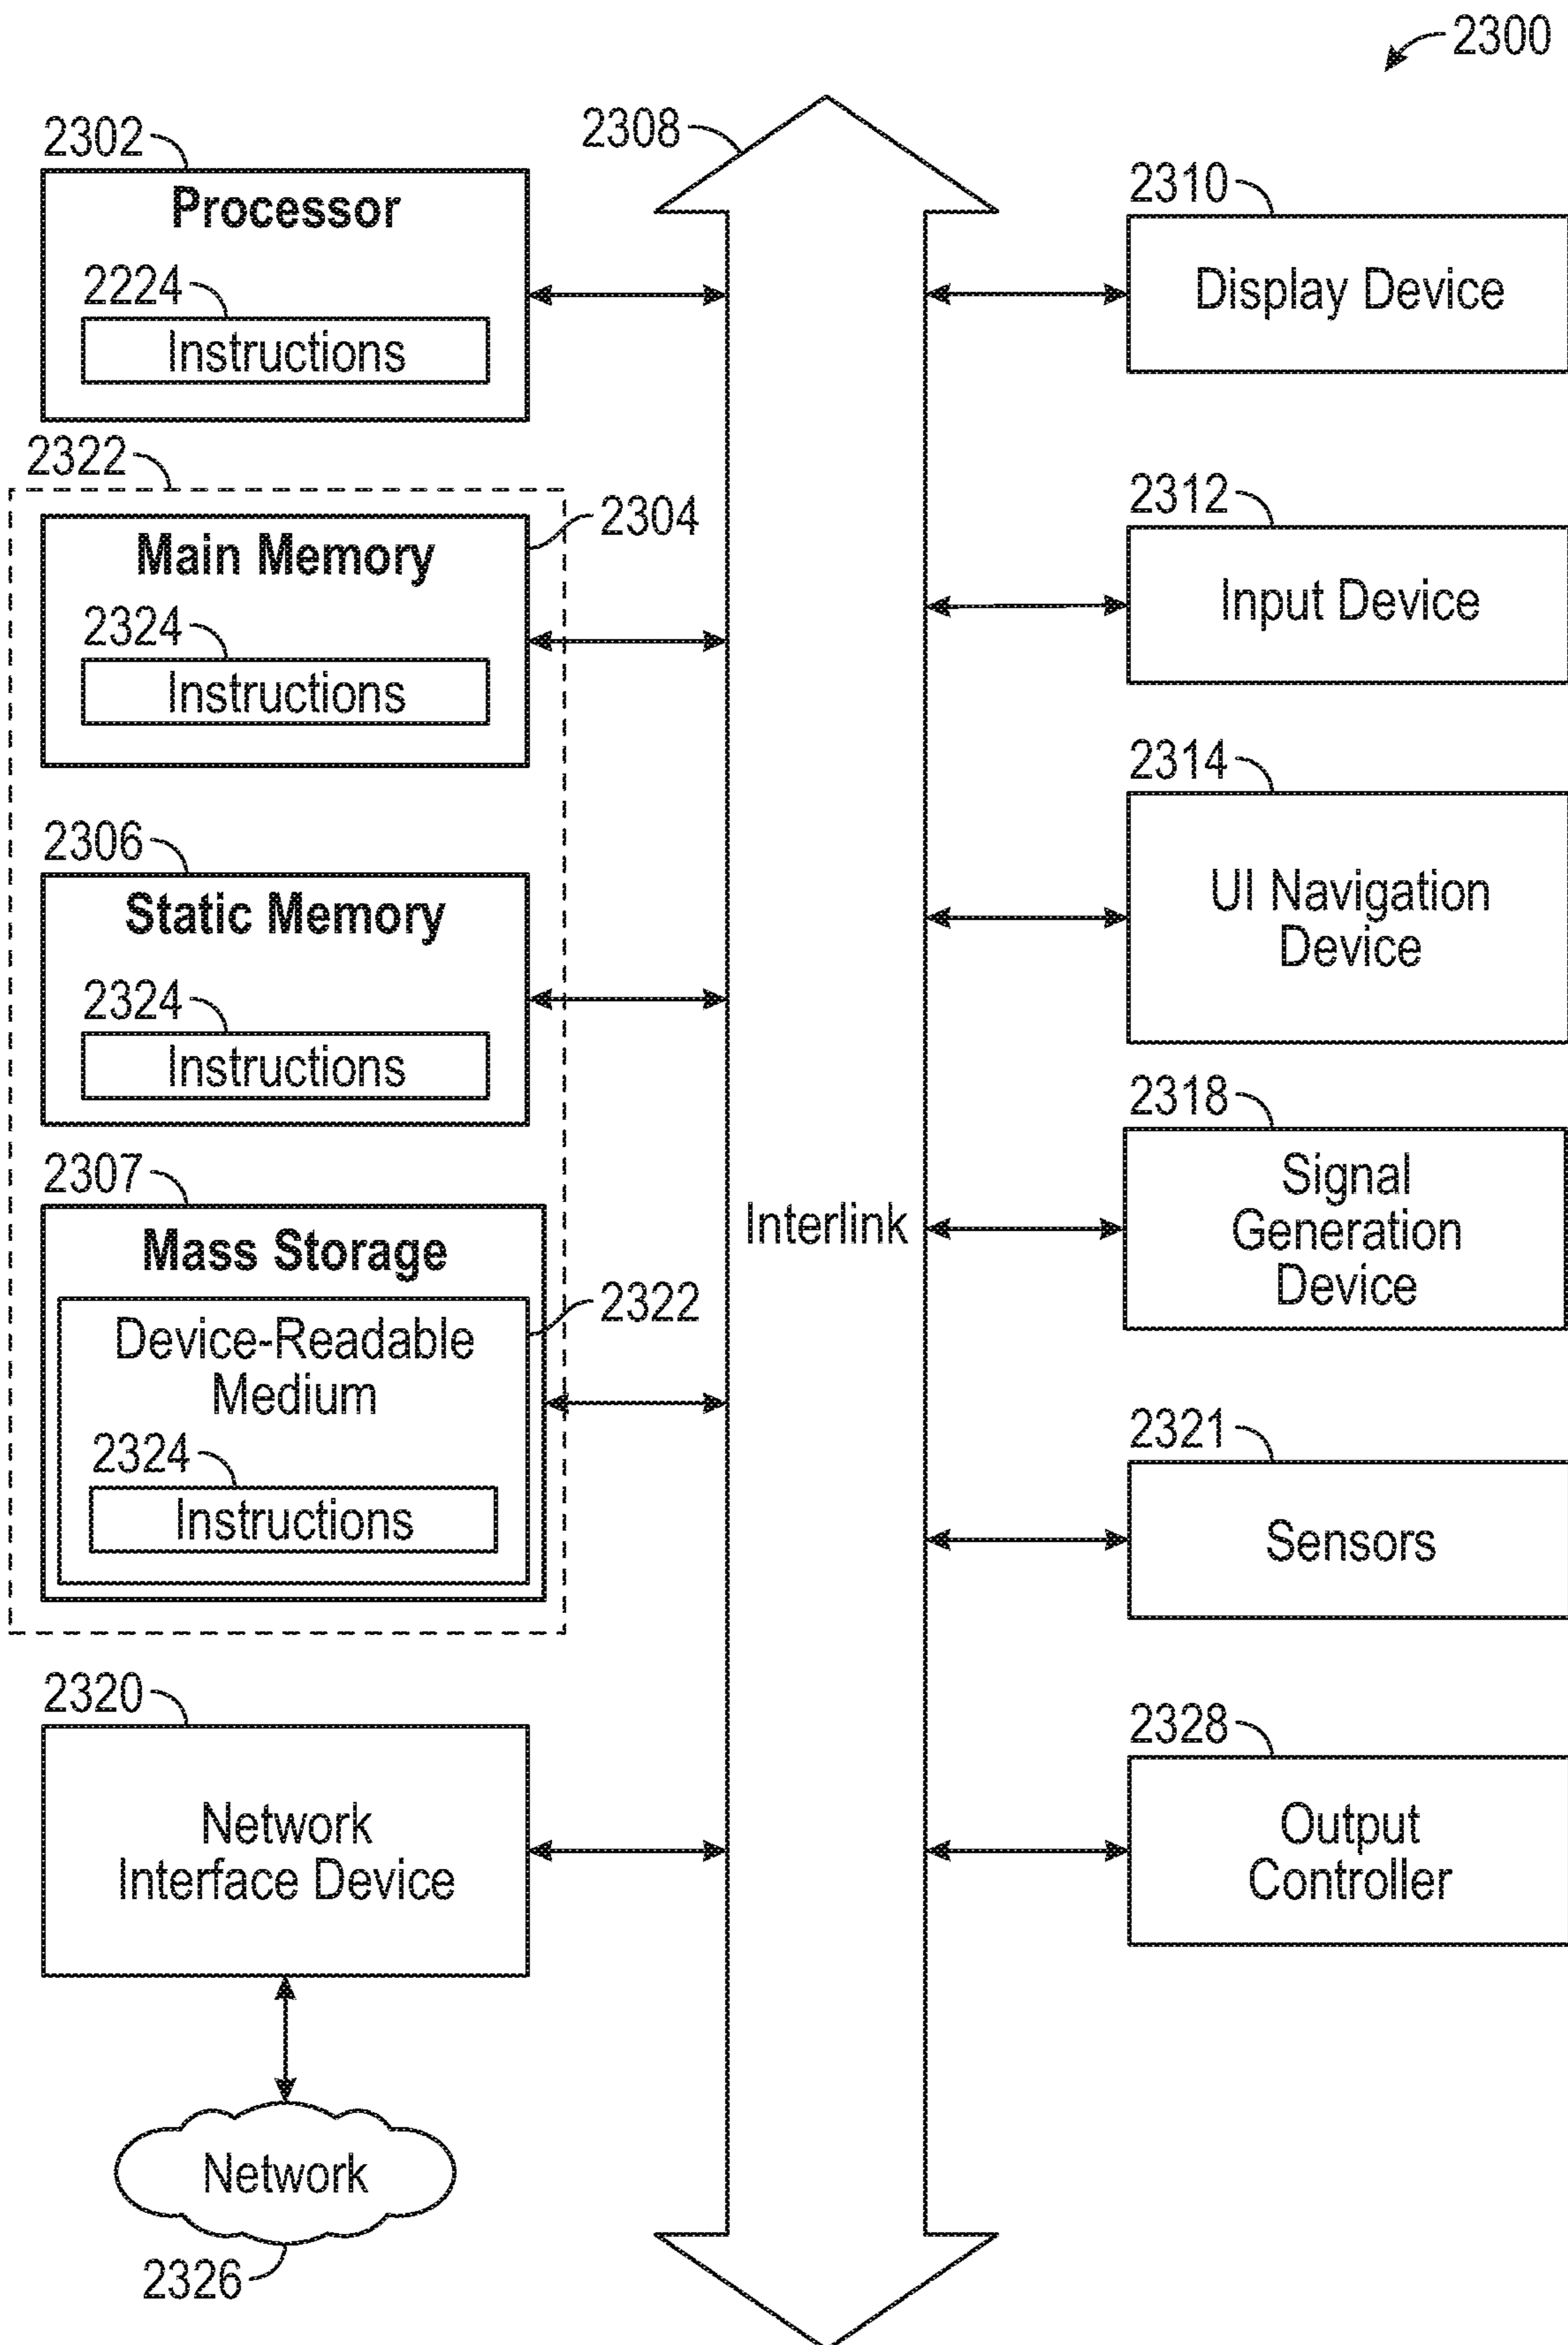 2300
2302
Processor
2224
Instructions
2322
2304
Main Memory
2324
Instructions
2306
Static Memory
2324
Instructions
2307
Mass Storage
2322
Device-Readable
Medium
2324
Instructions
2320
Network
Interface Device
Network
2326
2308
Interlink
2310
Display Device
2312
Input Device
2314
UI Navigation
Device
2318
Signal
Generation
Device
2321
Sensors
2328
Output
Controller